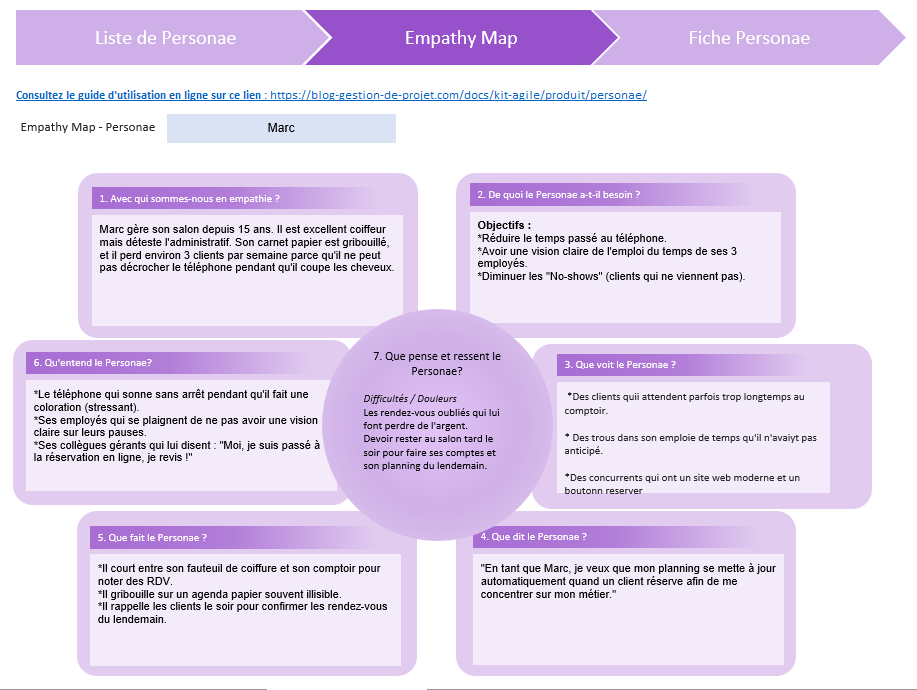 Liste de Personae
Empathy Map
Fiche Personae
Consultez le guide d'utilisation en ligne sur ce lien : https://blog-gestion-de-projet.com/docs/kit-agile/produit/personae/
Empathy Map - Personae
Marc
1. Avec qui sommes-nous en empathie ?
Marc gère son salon depuis 15 ans. Il est excellent coiffeur
mais déteste l'administratif. Son carnet papier est gribouillé,
et il perd environ 3 clients par semaine parce qu'il ne peut
pas décrocher le téléphone pendant qu'il coupe les cheveux.
2. De quoi le Personae a-t-il besoin ?
Objectifs :
*Réduire le temps passé au téléphone.
*Avoir une vision claire de l'emploi du temps de ses 3
employés.
*Diminuer les "No-shows" (clients qui ne viennent pas).
6. Qu'entend le Personae?
*Le téléphone qui sonne sans arrêt pendant qu'il fait une
coloration (stressant).
*Ses employés qui se plaignent de ne pas avoir une vision
claire sur leurs pauses.
*Ses collègues gérants qui lui disent : "Moi, je suis passé à
la réservation en ligne, je revis !"
7. Que pense et ressent le
Personae?
Difficultés / Douleurs
Les rendez-vous oubliés qui lui
font perdre de l'argent.
Devoir rester au salon tard le
soir pour faire ses comptes et
son planning du lendemain.
3. Que voit le Personae ?
*Des clients quii attendent parfois trop longtemps au
comptoir.
* Des trous dans son emploie de temps qu'il n'avaiyt pas
anticipé.
*Des concurrents qui ont un site web moderne et un
boutonn reserver
5. Que fait le Personae ?
*Il court entre son fauteuil de coiffure et son comptoir pour
noter des RDV.
*Il gribouille sur un agenda papier souvent illisible.
*Il rappelle les clients le soir pour confirmer les rendez-vous
du lendemain.
4. Que dit le Personae ?
"En tant que Marc, je veux que mon planning se mette à jour
automatiquement quand un client réserve afin de me
concentrer sur mon métier."